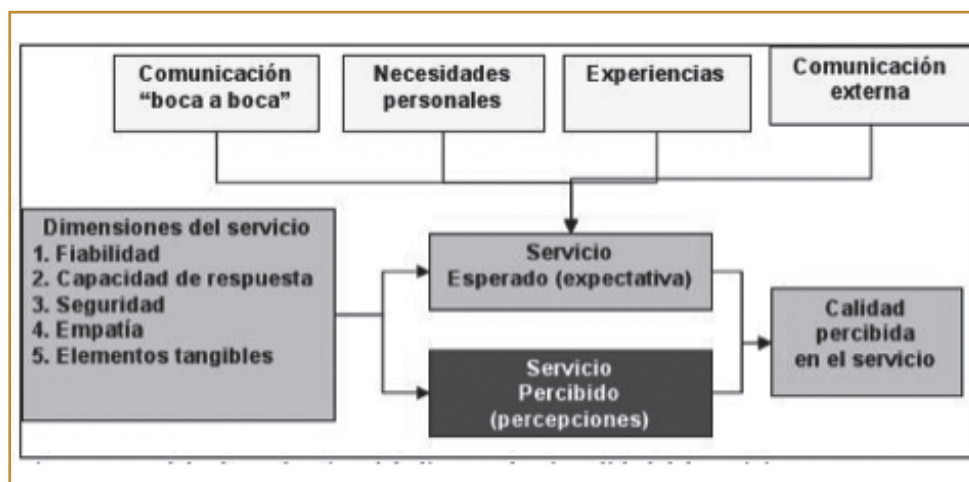 Comunicación
“boca a boca”
Necesidades
personales
Experiencias
Comunicación
externa
Dimensiones del servicio
1. Fiabilidad
2. Capacidad de respuesta
3. Seguridad
4. Empatía
5. Elementos tangibles
Servicio
Esperado (expectativa)
Servicio
Percibido
(percepciones)
Calidad
percibida
en el servicio